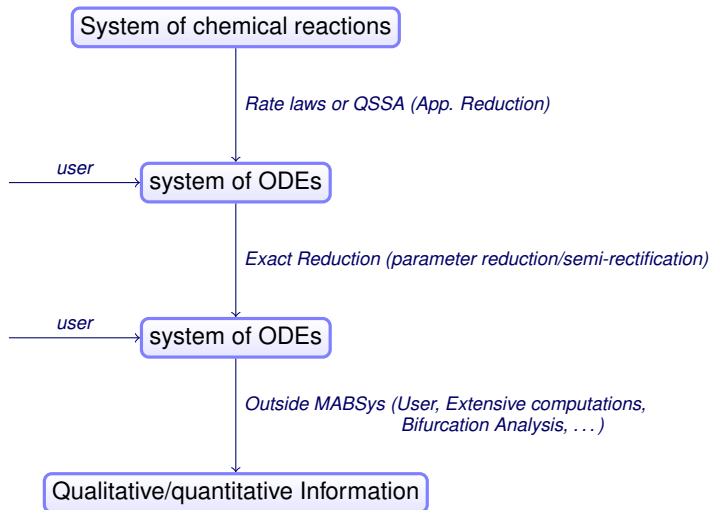 System of chemical reactions
Rate laws or QSSA (App. Reduction)
user
system of ODEs
Exact Reduction (parameter reduction/semi-rectification)
user
system of ODEs
Outside MABSys (User, Extensive computations,
Bifurcation Analysis, ...)
Qualitative/quantitative Information